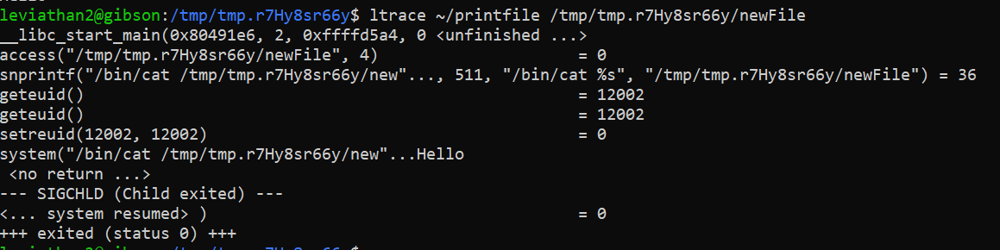 leviathan2@gibson:/tmp/tmp.r7Hy8sr66y$ ltrace ~/printfile /tmp/tmp.r7Hy8sr66y/newFile
__libc_start_main(0x80491e6, 2, 0xffffd5a4, 0 <unfinished ...>
access("/tmp/tmp.r7Hy8sr66y/newFile", 4) = 0
snprintf("/bin/cat /tmp/tmp.r7Hy8sr66y/new"..., 511, "/bin/cat %s", "/tmp/tmp.r7Hy8sr66y/newFile") = 36
geteuid() = 12002
geteuid() = 12002
setreuid(12002, 12002) = 0
system("/bin/cat /tmp/tmp.r7Hy8sr66y/new"...Hello
 <no return ...>
--- SIGCHLD (Child exited) ---
<... system resumed> ) = 0
+++ exited (status 0) +++